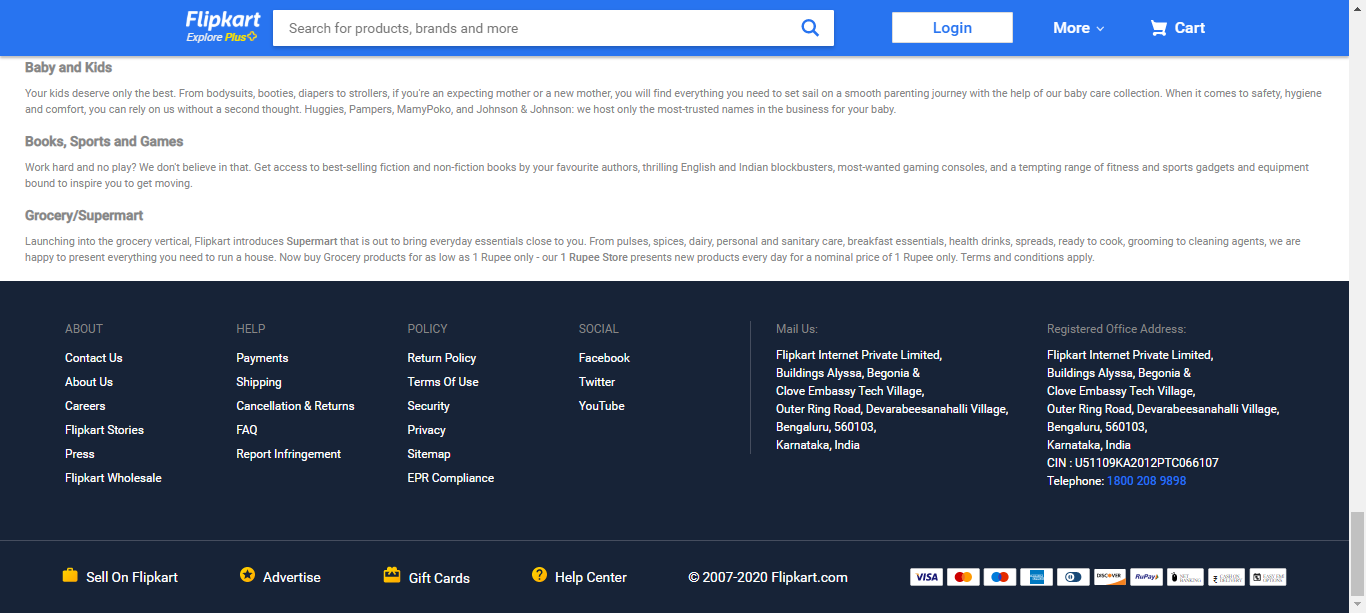 Flipkart
Explore Plus
Search for products, brands and more
Login
More
Cart
Baby and Kids
Your kids deserve only the best. From bodysuits, booties, diapers to strollers, if you're an expecting mother or a new mother, you will find everything you need to set sail on a smooth parenting journey with the help of our baby care collection. When it comes to safety, hygiene
and comfort, you can rely on us without a second thought. Huggies, Pampers, MamyPoko, and Johnson & Johnson: we host only the most-trusted names in the business for your baby.
Books, Sports and Games
Work hard and no play? We don't believe in that. Get access to best-selling fiction and non-fiction books by your favourite authors, thrilling English and Indian blockbusters, most-wanted gaming consoles, and a tempting range of fitness and sports gadgets and equipment
bound to inspire you to get moving.
Grocery/Supermart
Launching into the grocery vertical, Flipkart introduces Supermart that is out to bring everyday essentials close to you. From pulses, spices, dairy, personal and sanitary care, breakfast essentials, health drinks, spreads, ready to cook, grooming to cleaning agents, we are
happy to present everything you need to run a house. Now buy Grocery products for as low as 1 Rupee only - our 1 Rupee Store presents new products every day for a nominal price of 1 Rupee only. Terms and conditions apply.
ABOUT
Contact Us
About Us
Careers
Flipkart Stories
Press
Flipkart Wholesale
HELP
Payments
Shipping
Cancellation & Returns
FAQ
Report Infringement
POLICY
Return Policy
Terms Of Use
Security
Privacy
Sitemap
EPR Compliance
SOCIAL
Facebook
Twitter
YouTube
Mail Us:
Flipkart Internet Private Limited,
Buildings Alyssa, Begonia &
Clove Embassy Tech Village,
Outer Ring Road, Devarabeesanahalli Village,
Bengaluru, 560103,
Karnataka, India
Registered Office Address:
Flipkart Internet Private Limited,
Buildings Alyssa, Begonia &
Clove Embassy Tech Village,
Outer Ring Road, Devarabeesanahalli Village,
Bengaluru, 560103,
Karnataka, India
CIN : U51109KA2012PTC066107
Telephone: 1800 208 9898
Sell On Flipkart
Advertise
Gift Cards
Help Center
© 2007-2020 Flipkart.com
VISA
DISCOVER
RuPay
NET BANKING
CASH ON DELIVERY
EASY EMI OPTIONS